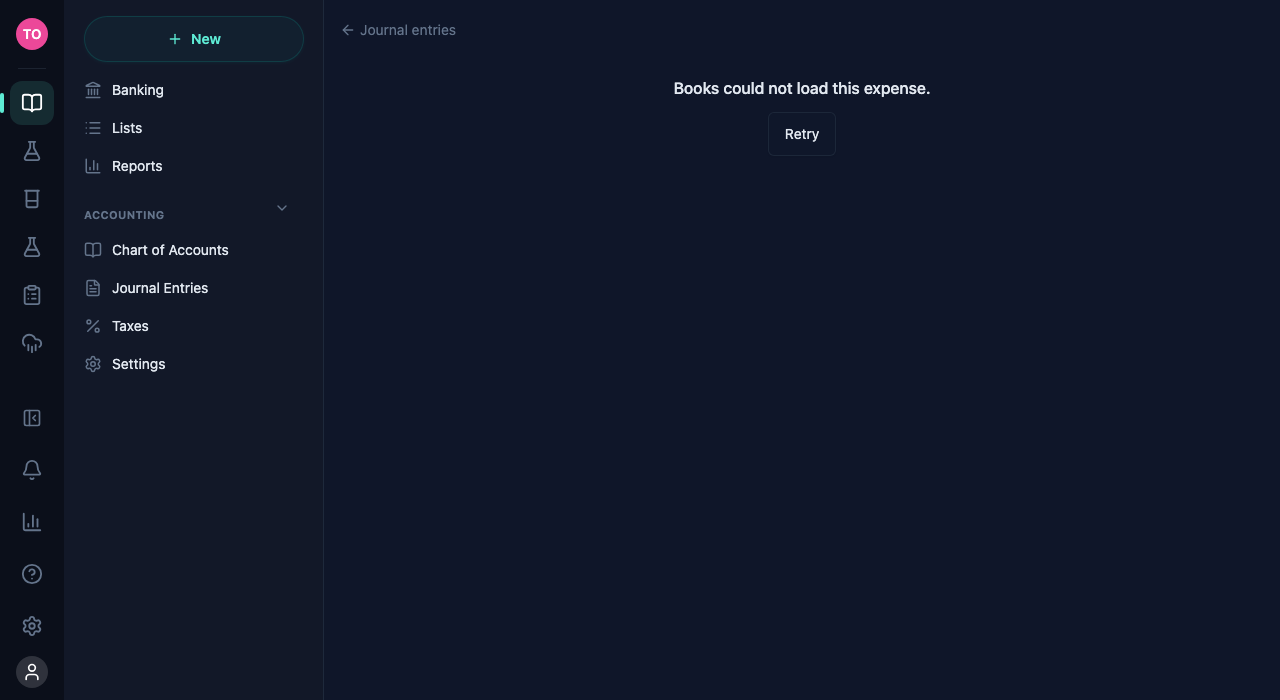 TO
New
Banking
Lists
Reports
ACCOUNTING
Chart of Accounts
Journal Entries
Taxes
Settings
Journal entries
Books could not load this expense.
Retry